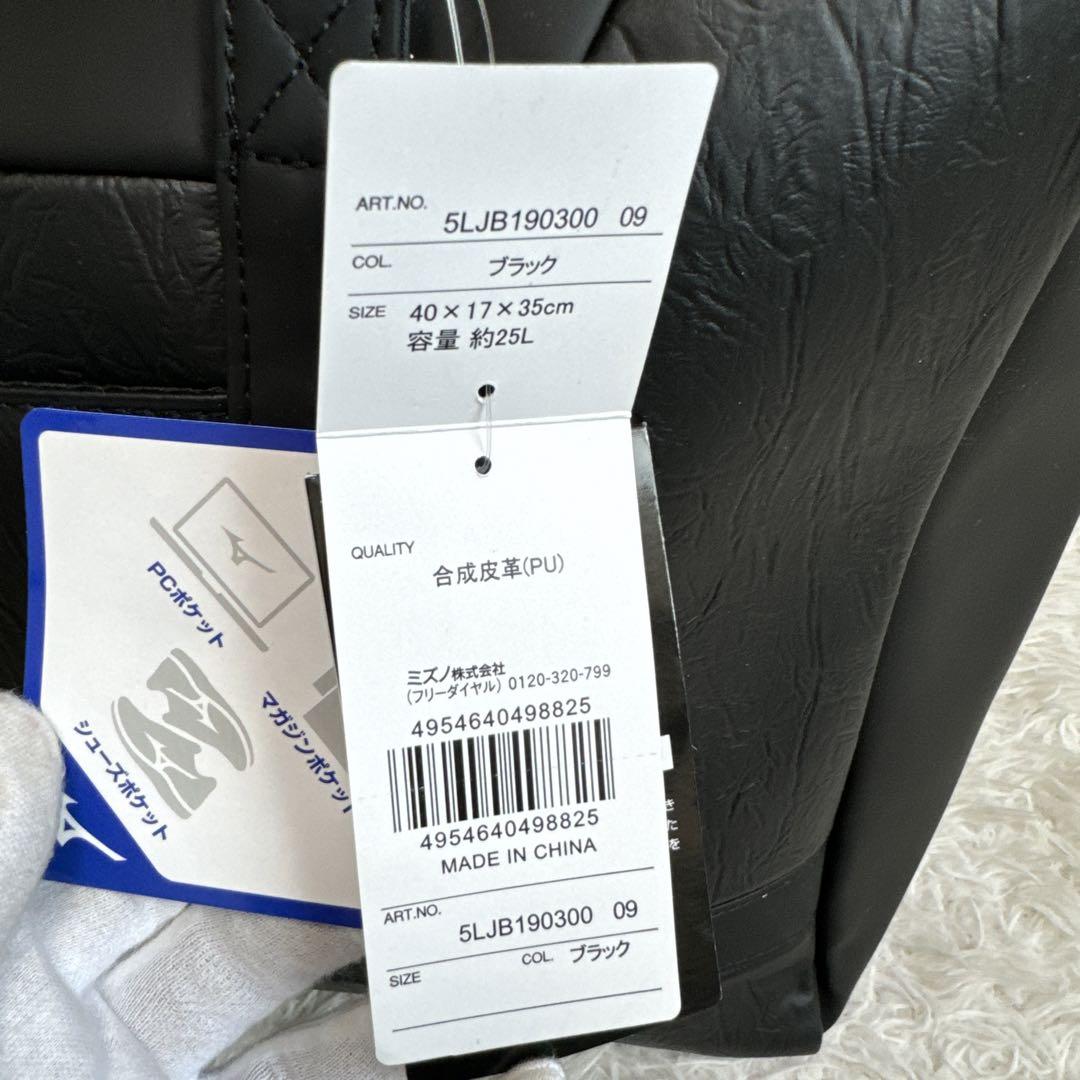 ART.NO. 5LJB190300 09
COL. ブラック
SIZE 40×17×35cm
容量 約25L
QUALITY
合成皮革(PU)
ミズノ株式会社
(フリーダイヤル) 0120-320-799
4954640498825
4954640498825
MADE IN CHINA
ART.NO. 5LJB190300 09
COL. ブラック
SIZE
PCポケット
マガジンポケット
シューズポケット
き
た
を